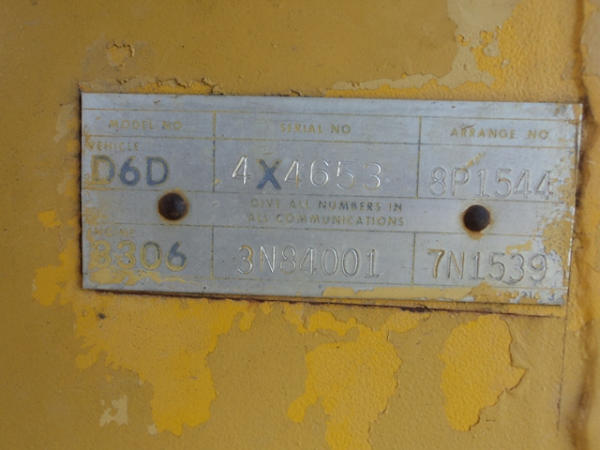 MODEL NO SERIAL NO ARRANGE NO
VEHICLE
D6D 4X4653 8P1544
GIVE ALL NUMBERS IN
ALL COMMUNICATIONS
3306 3N84001 7N1539